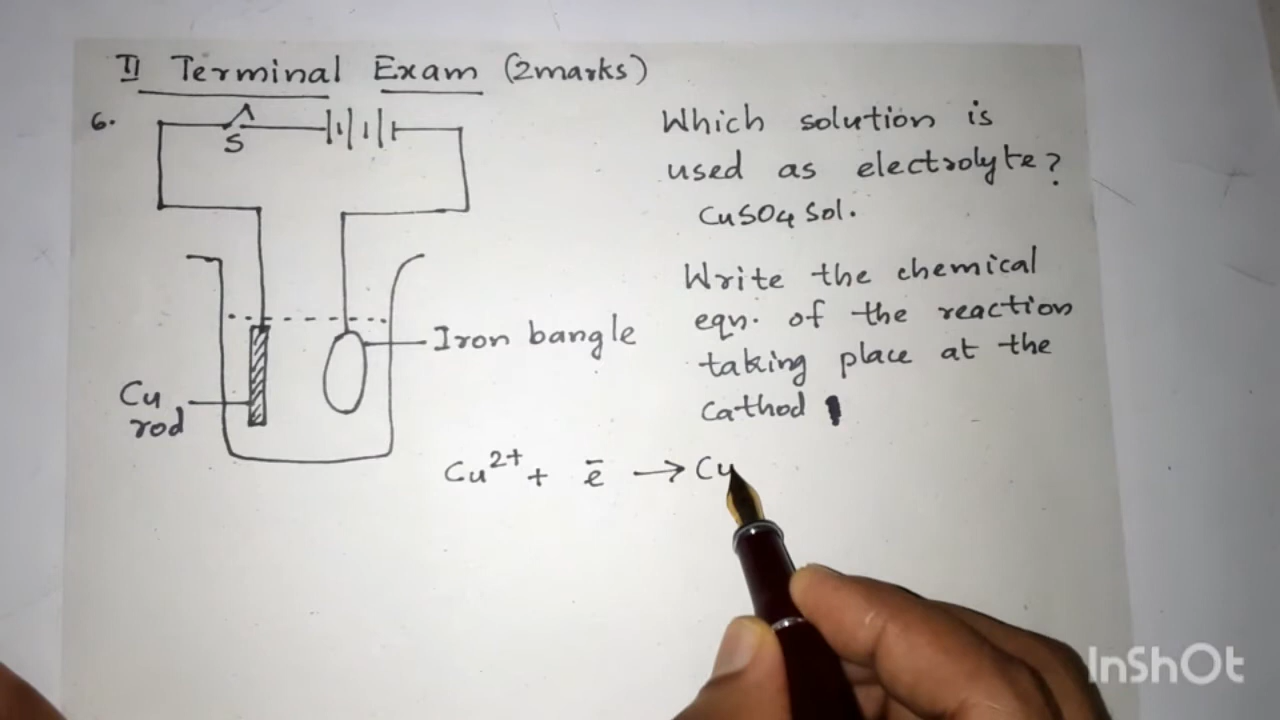 II Terminal Exam (2marks)
6.
S
Which solution is
used as electrolyte?
CuSO4 Sol.
Write the chemical
eqn. of the reaction
taking place at the
Cathod
Iron bangle
Cu
rod
Cu²⁺ + e̅ → Cu
InShOt